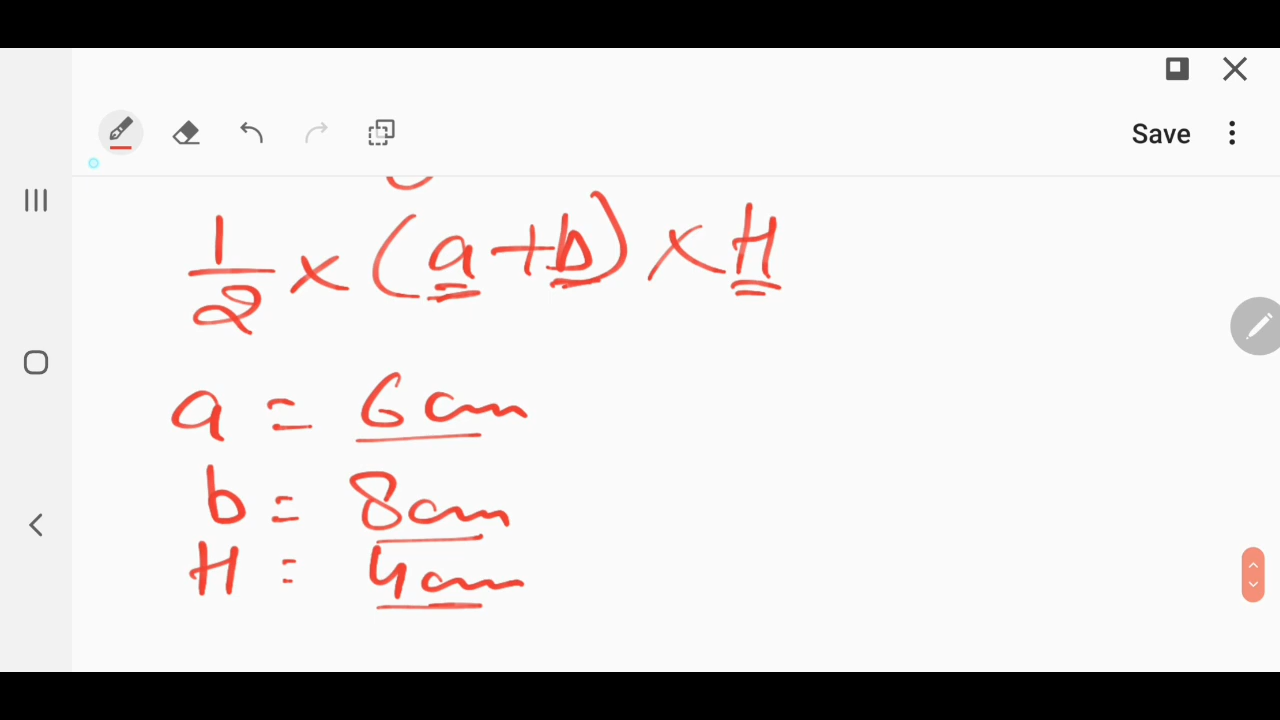 Save
1/2 × (a+b) × H
a = 6cm
b = 8cm
H = 4cm